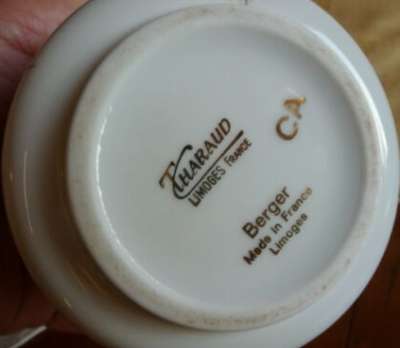 THARAUD
LIMOGES FRANCE
CA
Berger
Made in France
Limoges